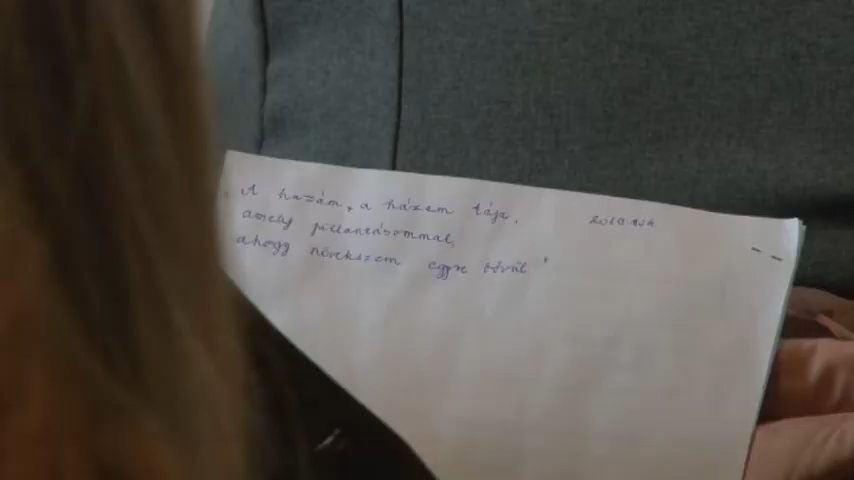 A hazám, a házam tája,
amely pillantásommal,
ahogy növekszem egyre bővül"